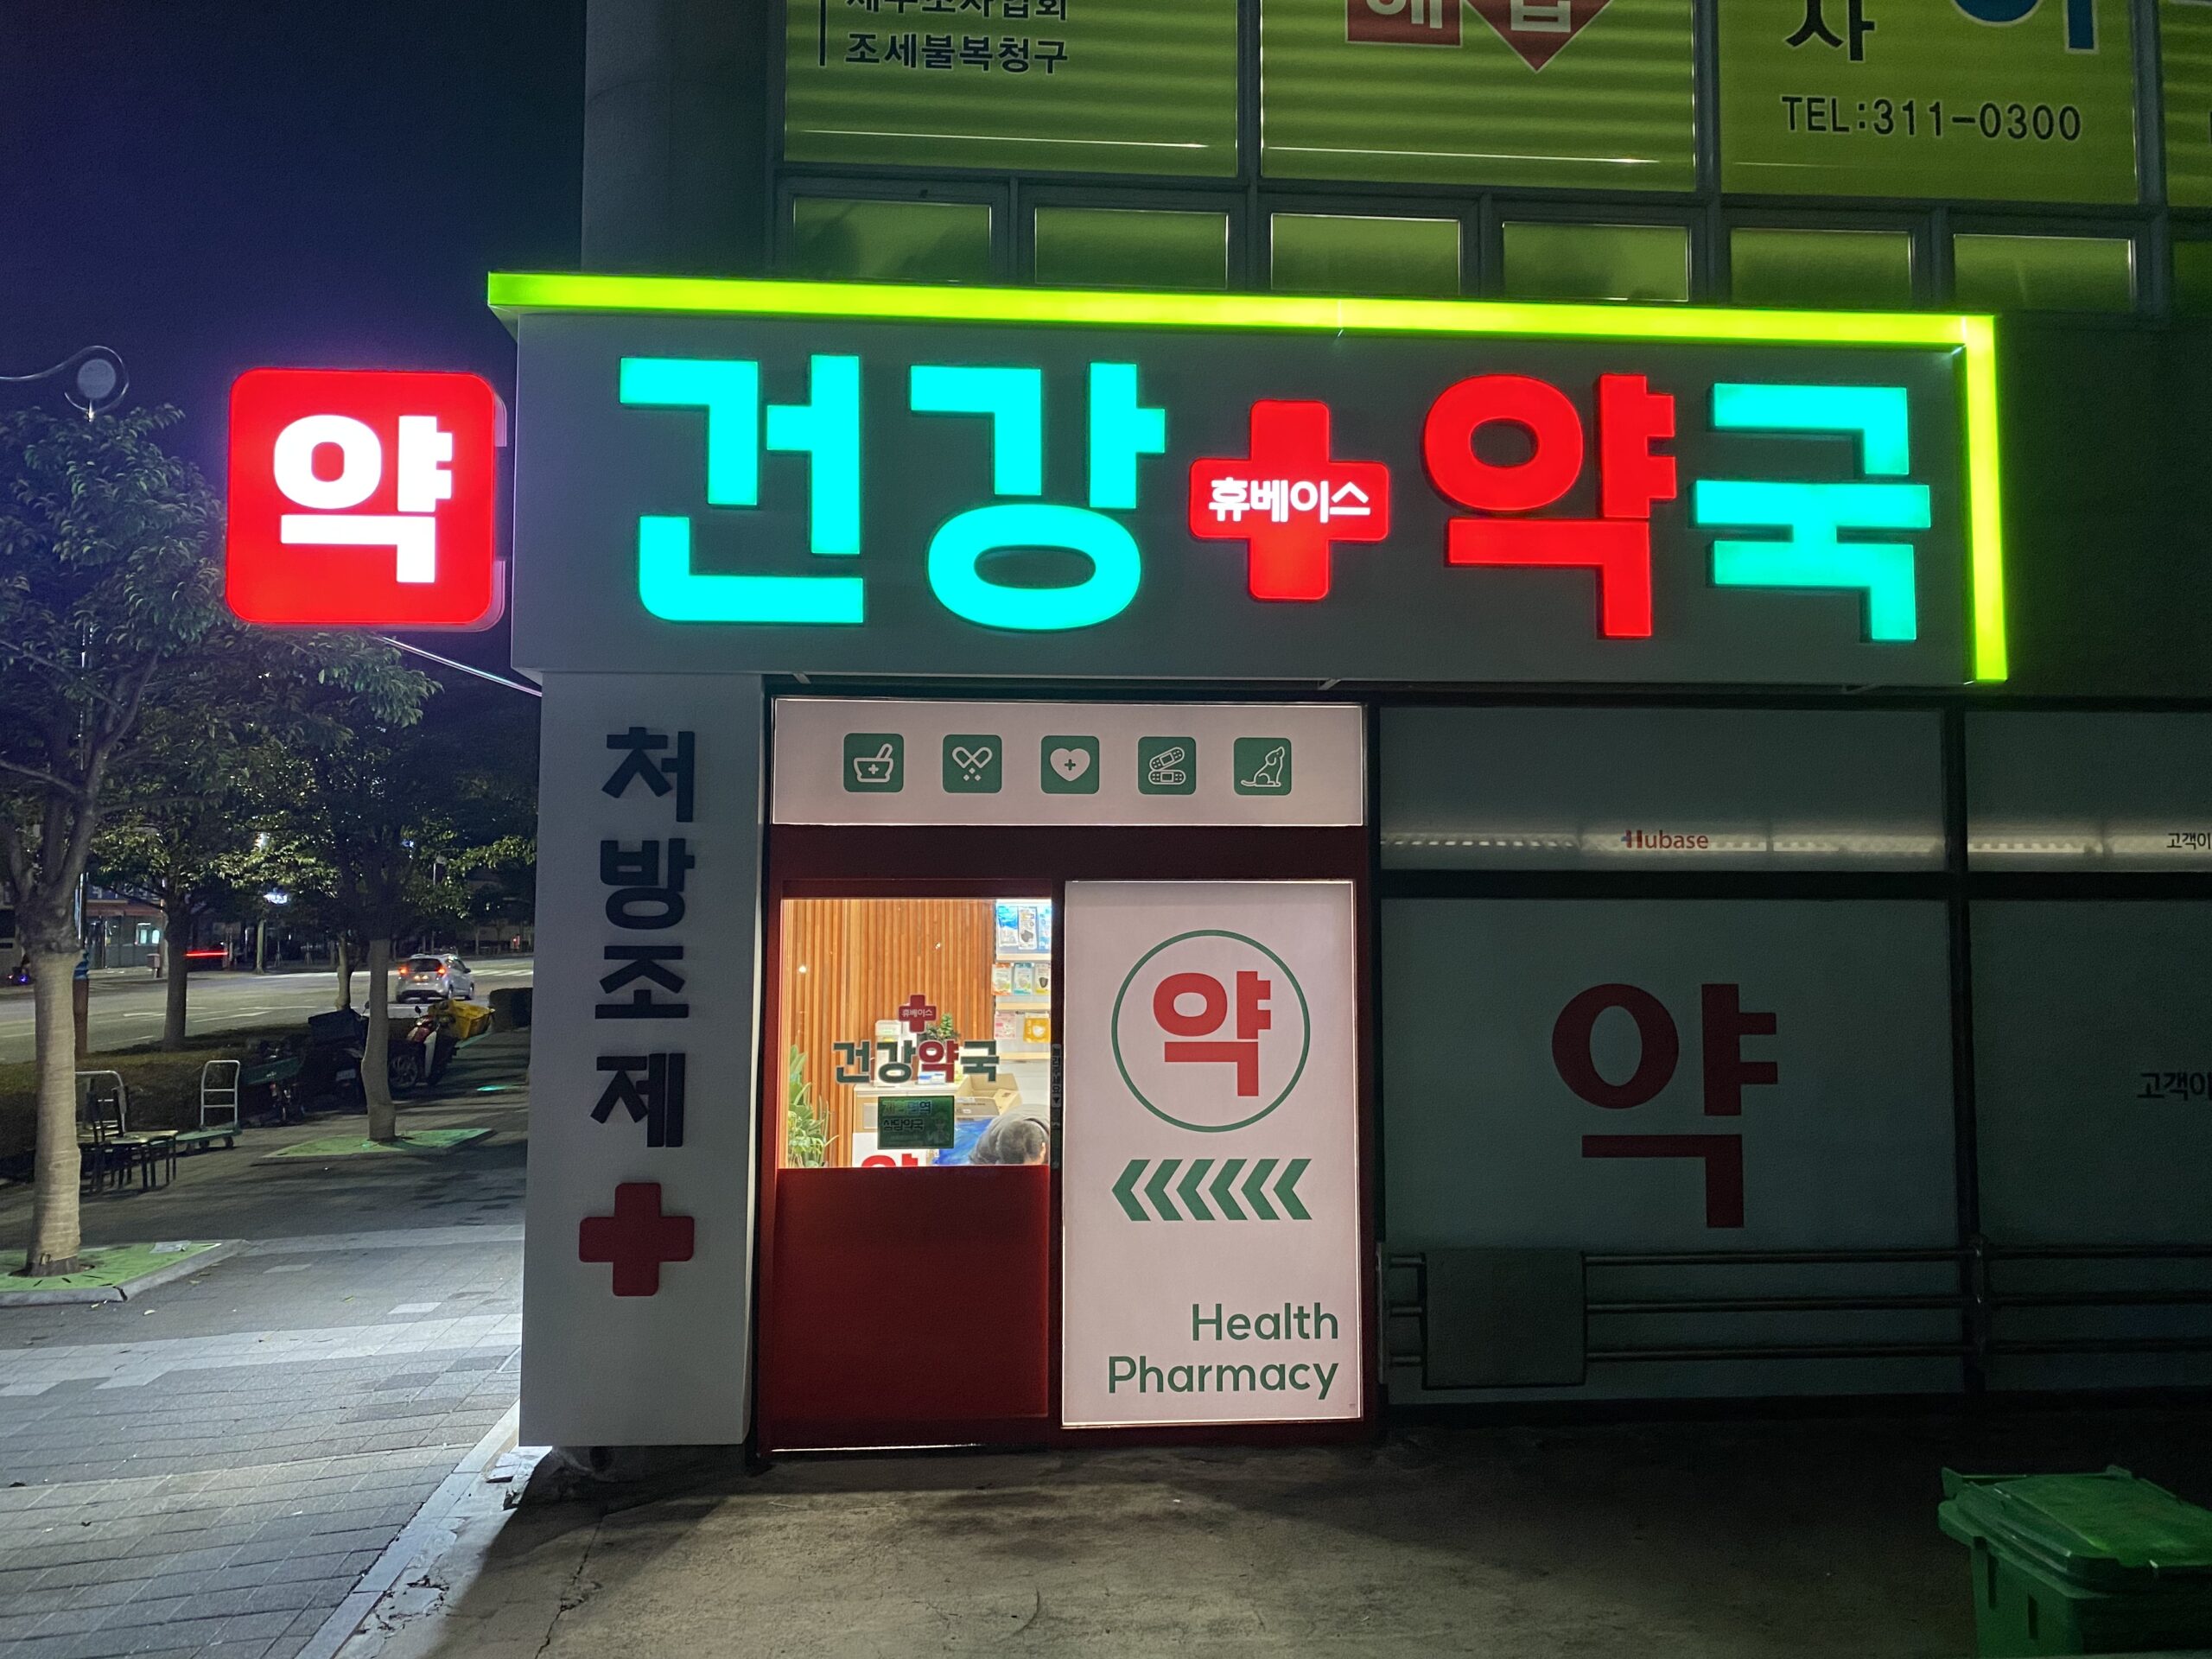 조세불복청구
TEL:311-0300
약
건강
휴베이스
약국
처방조제
Hubase
고객이
휴베이스
건강약국
약
약
고객이
Health
Pharmacy